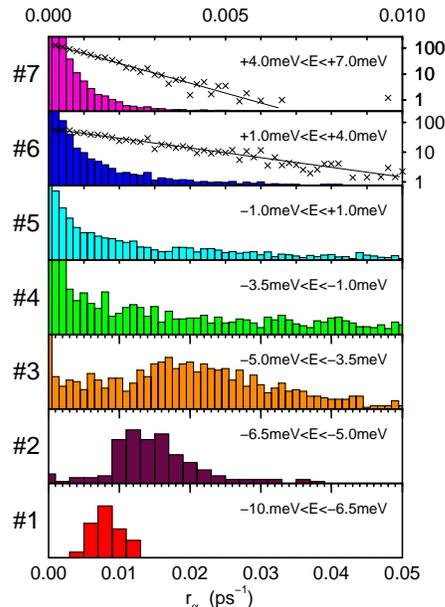 0.000 0.005 0.010
#7 +4.0meV<E<+7.0meV 100
10
1
#6 +1.0meV<E<+4.0meV 100
10
1
#5 −1.0meV<E<+1.0meV
#4 −3.5meV<E<−1.0meV
#3 −5.0meV<E<−3.5meV
#2 −6.5meV<E<−5.0meV
#1 −10.meV<E<−6.5meV
0.00 0.01 0.02 0.03 0.04 0.05
r (ps⁻¹)